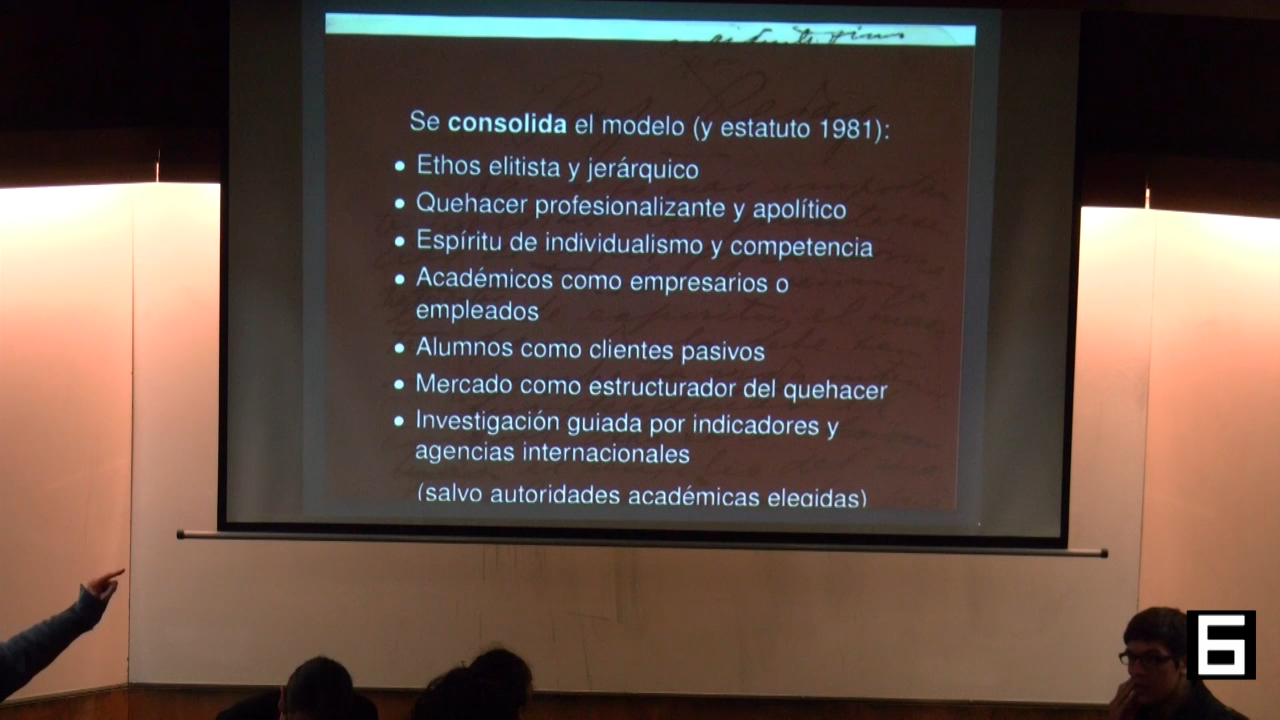 Se consolida el modelo (y estatuto 1981):
• Ethos elitista y jerárquico
• Quehacer profesionalizante y apolítico
• Espíritu de individualismo y competencia
• Académicos como empresarios o
empleados
• Alumnos como clientes pasivos
• Mercado como estructurador del quehacer
• Investigación guiada por indicadores y
agencias internacionales
(salvo autoridades académicas elegidas)
6